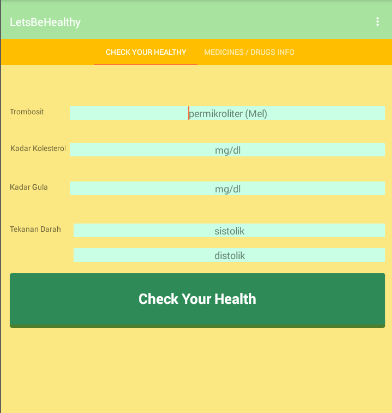 LetsBeHealthy
CHECK YOUR HEALTHY MEDICINES / DRUGS INFO
Trombosit permikroliter (Mel)
Kadar Kolesterol mg/dl
Kadar Gula mg/dl
Tekanan Darah sistolik
distolik
Check Your Health